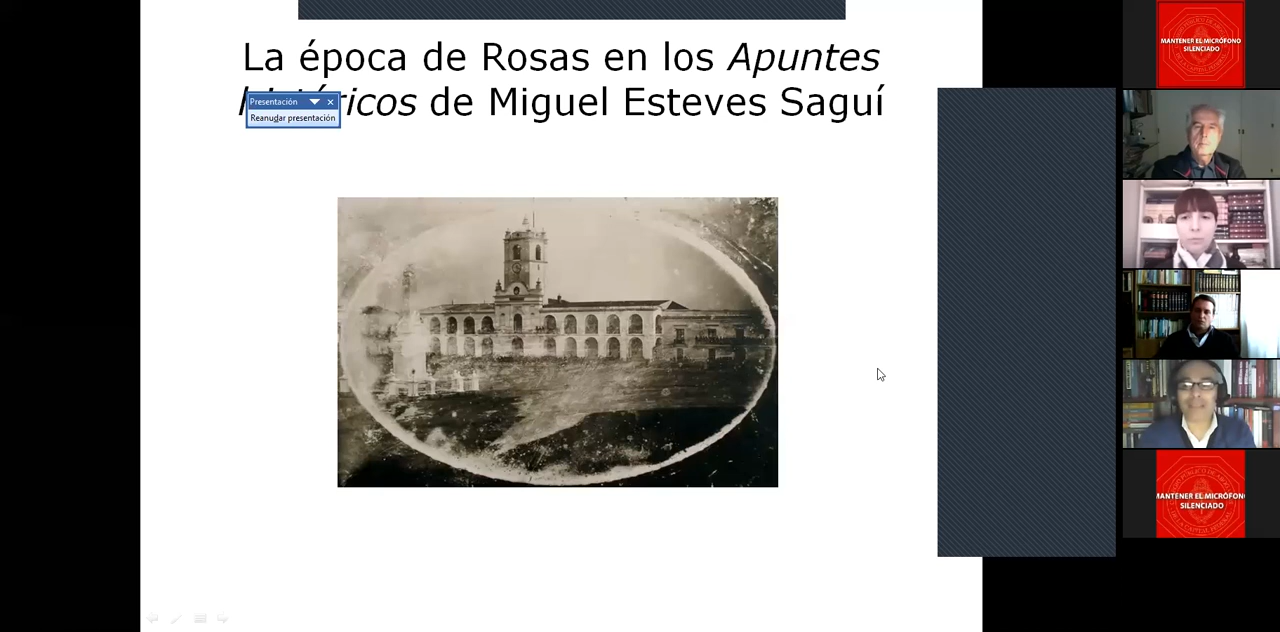 La época de Rosas en los Apuntes
de Miguel Esteves Saguí
Presentación
Reanudar presentación
MANTENER EL MICRÓFONO
SILENCIADO
MANTENER EL MICRÓFONO
SILENCIADO